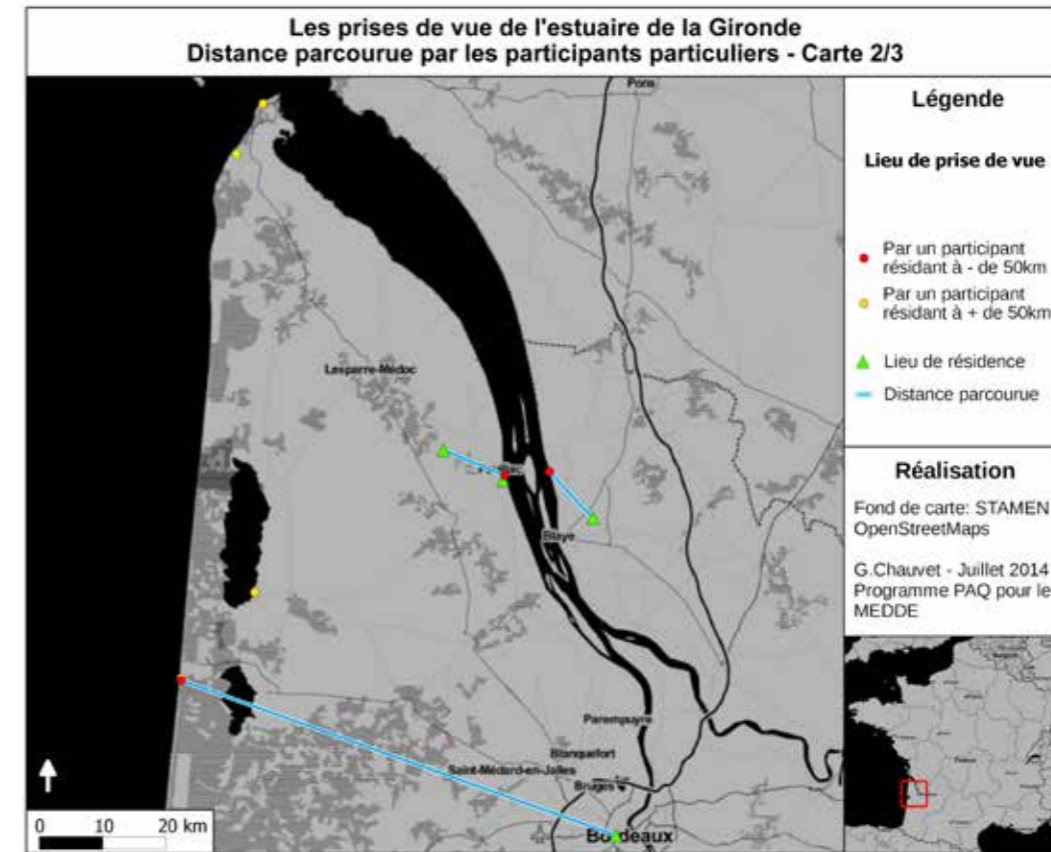 Les prises de vue de l'estuaire de la Gironde
Distance parcourue par les participants particuliers - Carte 2/3
Pons
Lesparre-Médoc
Blaye
Parempuyre
Blanquefort
Saint-Médard-en-Jalles
Bruges
Bordeaux
0 10 20 km
Légende
Lieu de prise de vue
Par un participant
résidant à - de 50km
Par un participant
résidant à + de 50km
Lieu de résidence
Distance parcourue
Réalisation
Fond de carte: STAMEN
OpenStreetMaps
G.Chauvet - Juillet 2014
Programme PAQ pour le
MEDDE